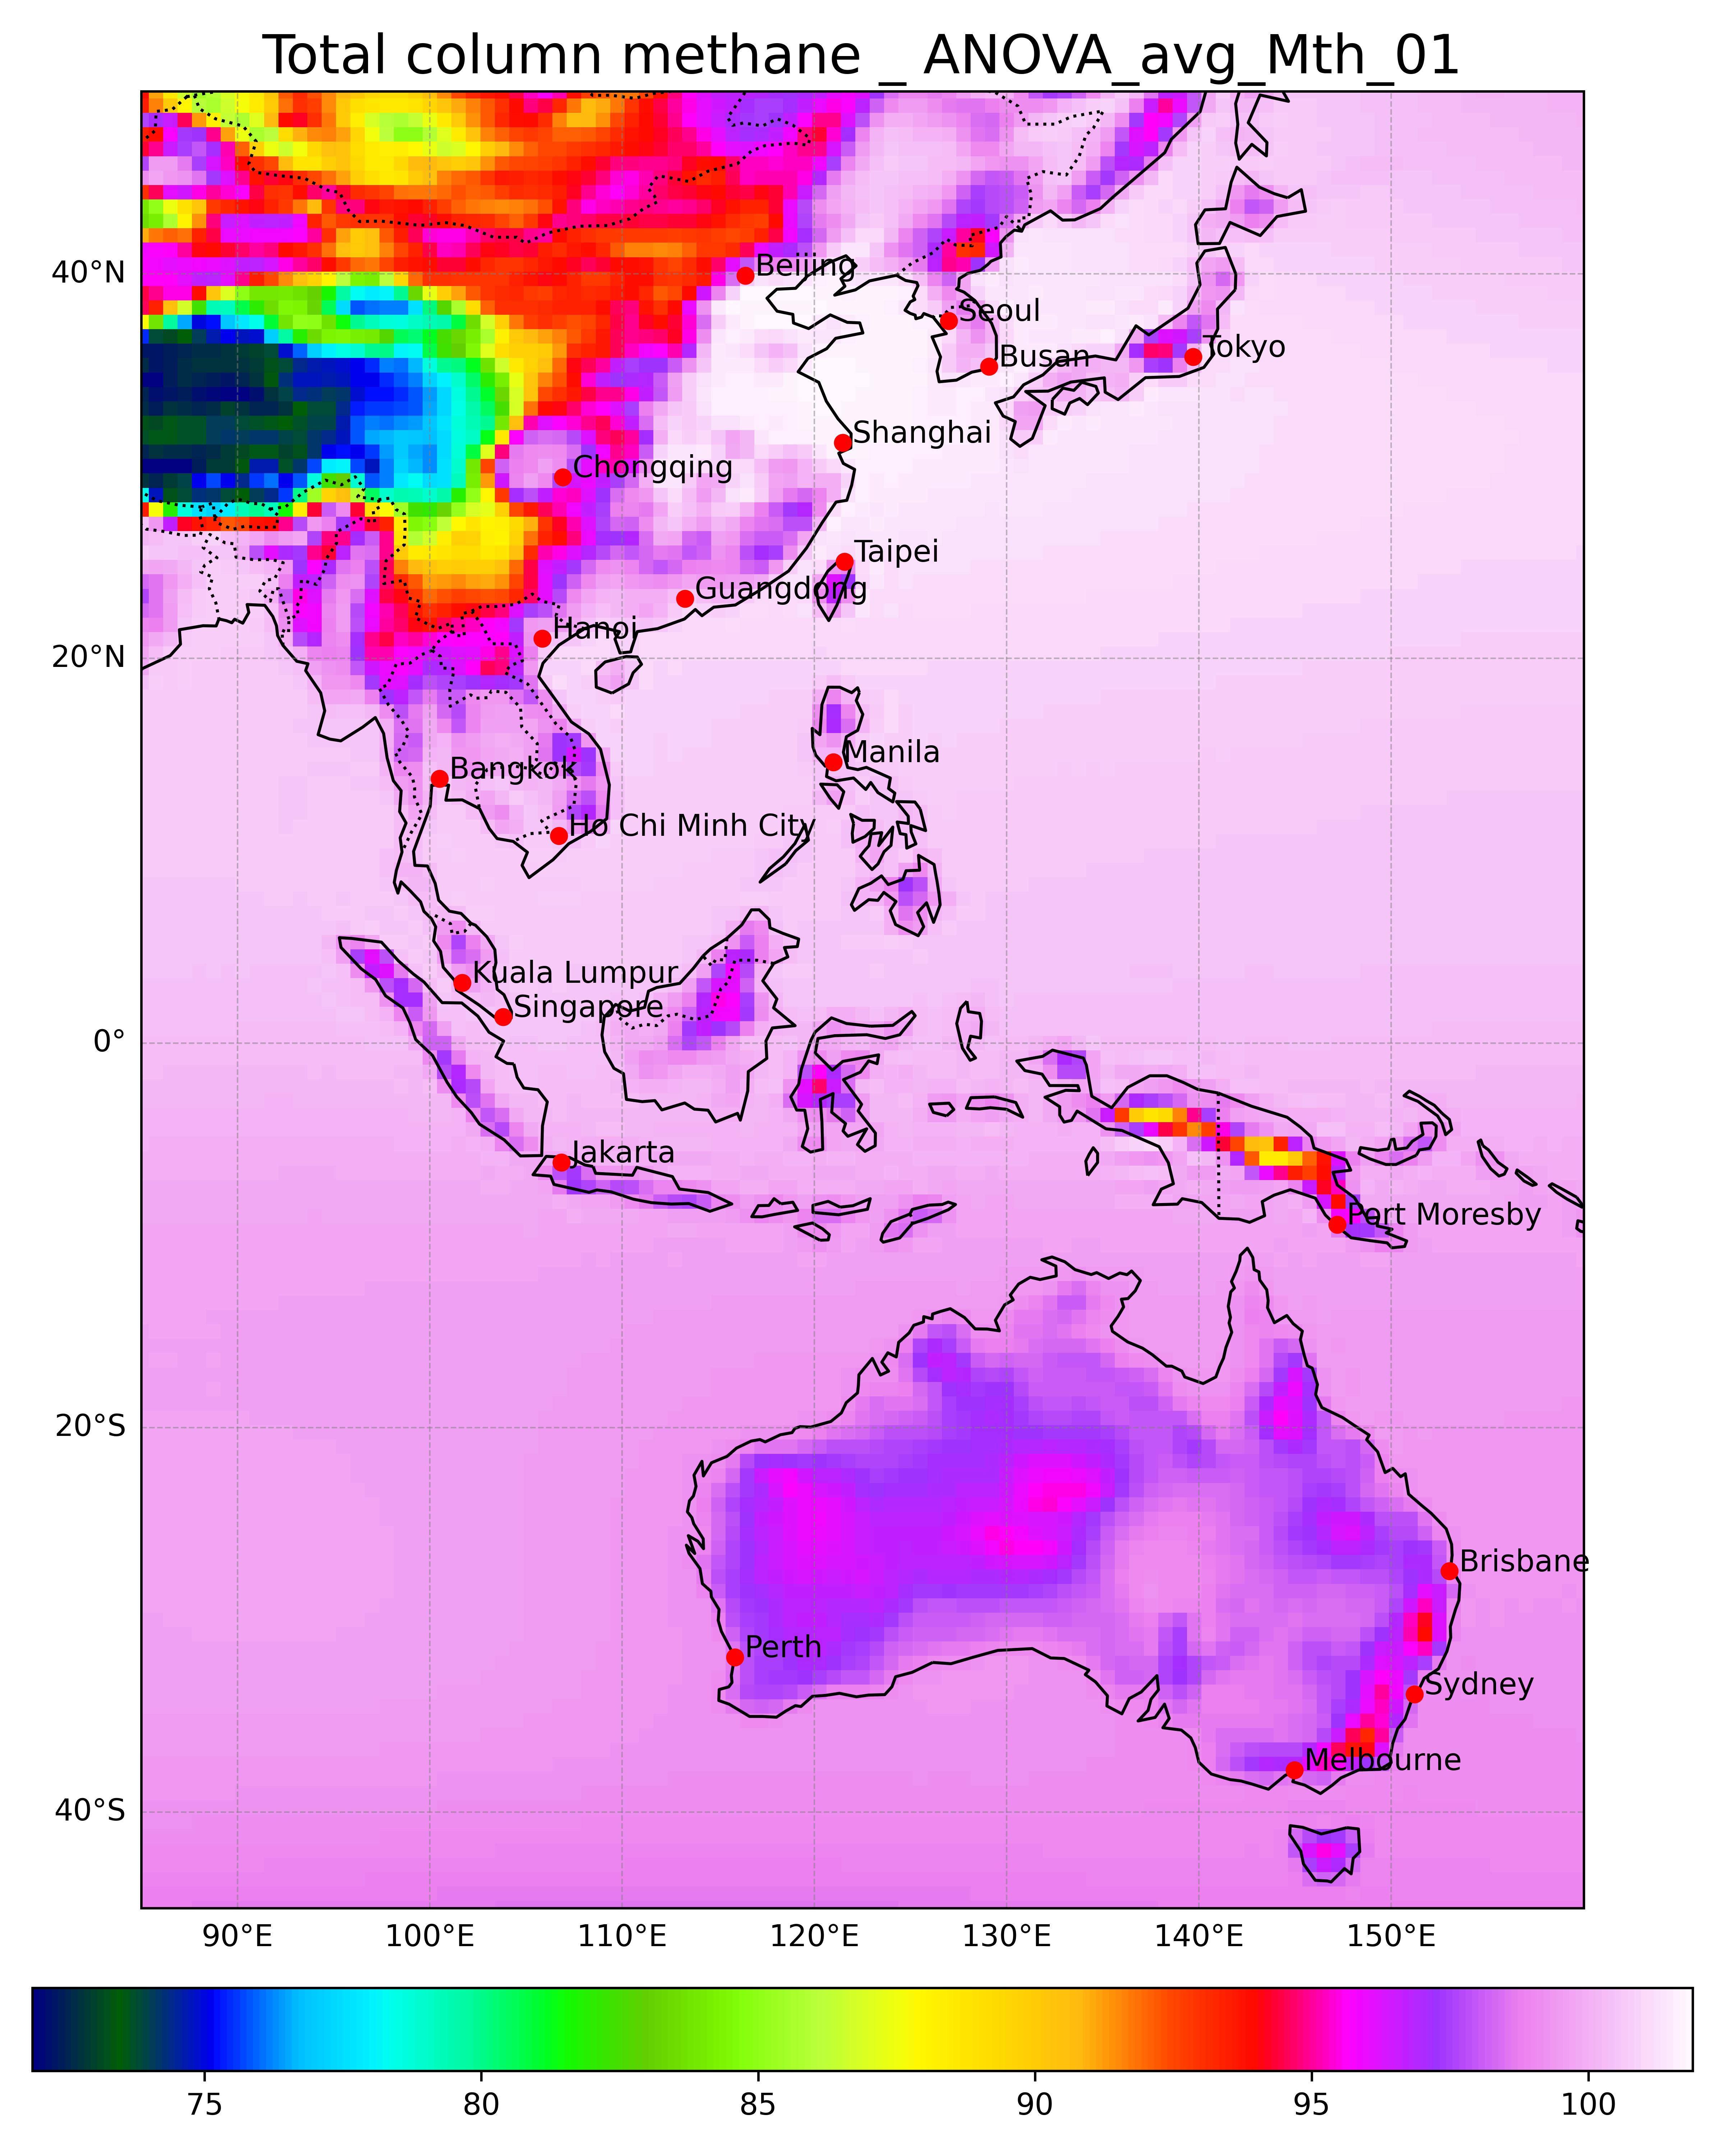 Total column methane _ ANOVA_avg_Mth_01
40°N
20°N
0°
20°S
40°S
Beijing
Seoul
Tokyo
Busan
Shanghai
Chongqing
Taipei
Guangdong
Hanoi
Manila
Bangkok
Ho Chi Minh City
Kuala Lumpur
Singapore
Jakarta
Port Moresby
Brisbane
Perth
Sydney
Melbourne
90°E 100°E 110°E 120°E 130°E 140°E 150°E
75 80 85 90 95 100